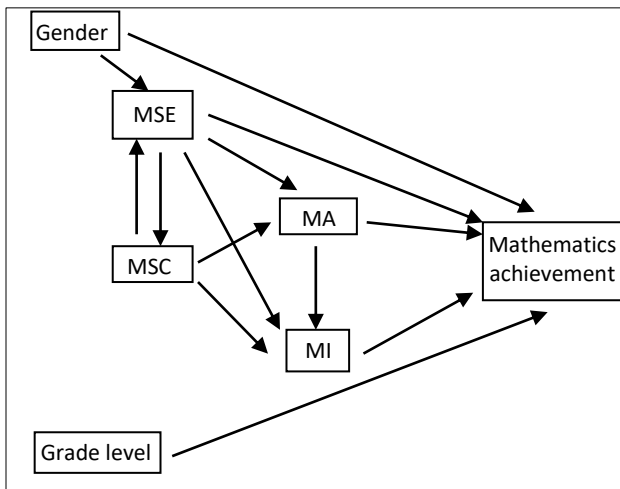 Gender
MSE
MA
MSC
Mathematics
achievement
MI
Grade level